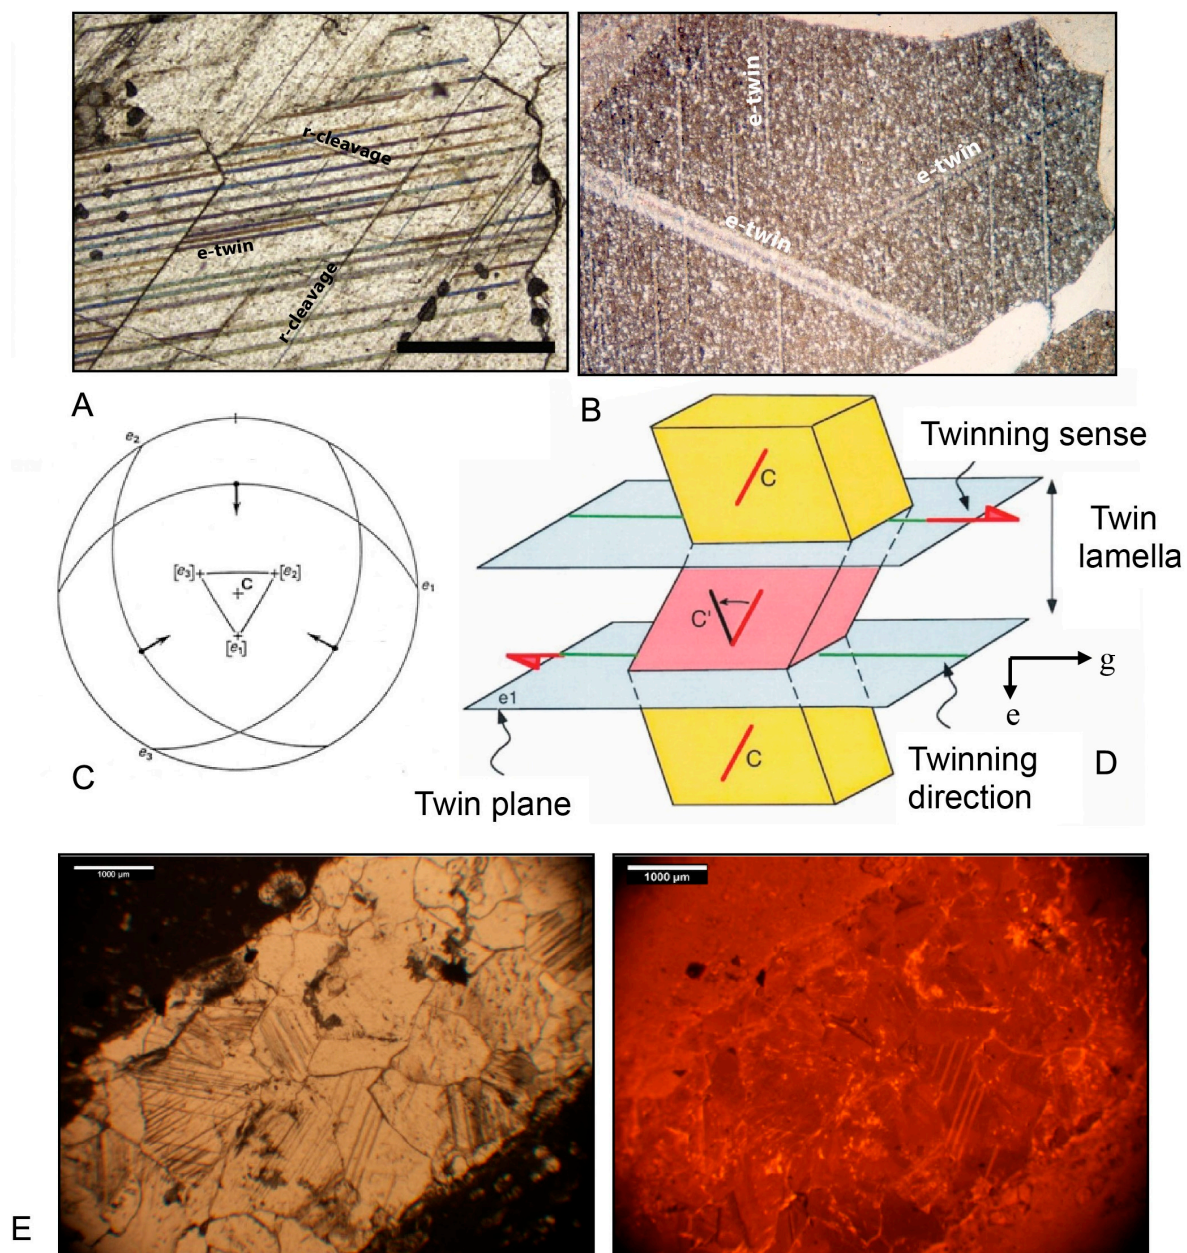 r-cleavage
e-twin
r-cleavage
e-twin
e-twin
e-twin
A
B
e₂
[e₃]
[e₂]
C
[e₁]
e₁
e₃
C
C
Twinning sense
Twin
lamella
C'
g
e
e1
C
Twin plane
Twinning
direction
D
1000 µm
1000 µm
E